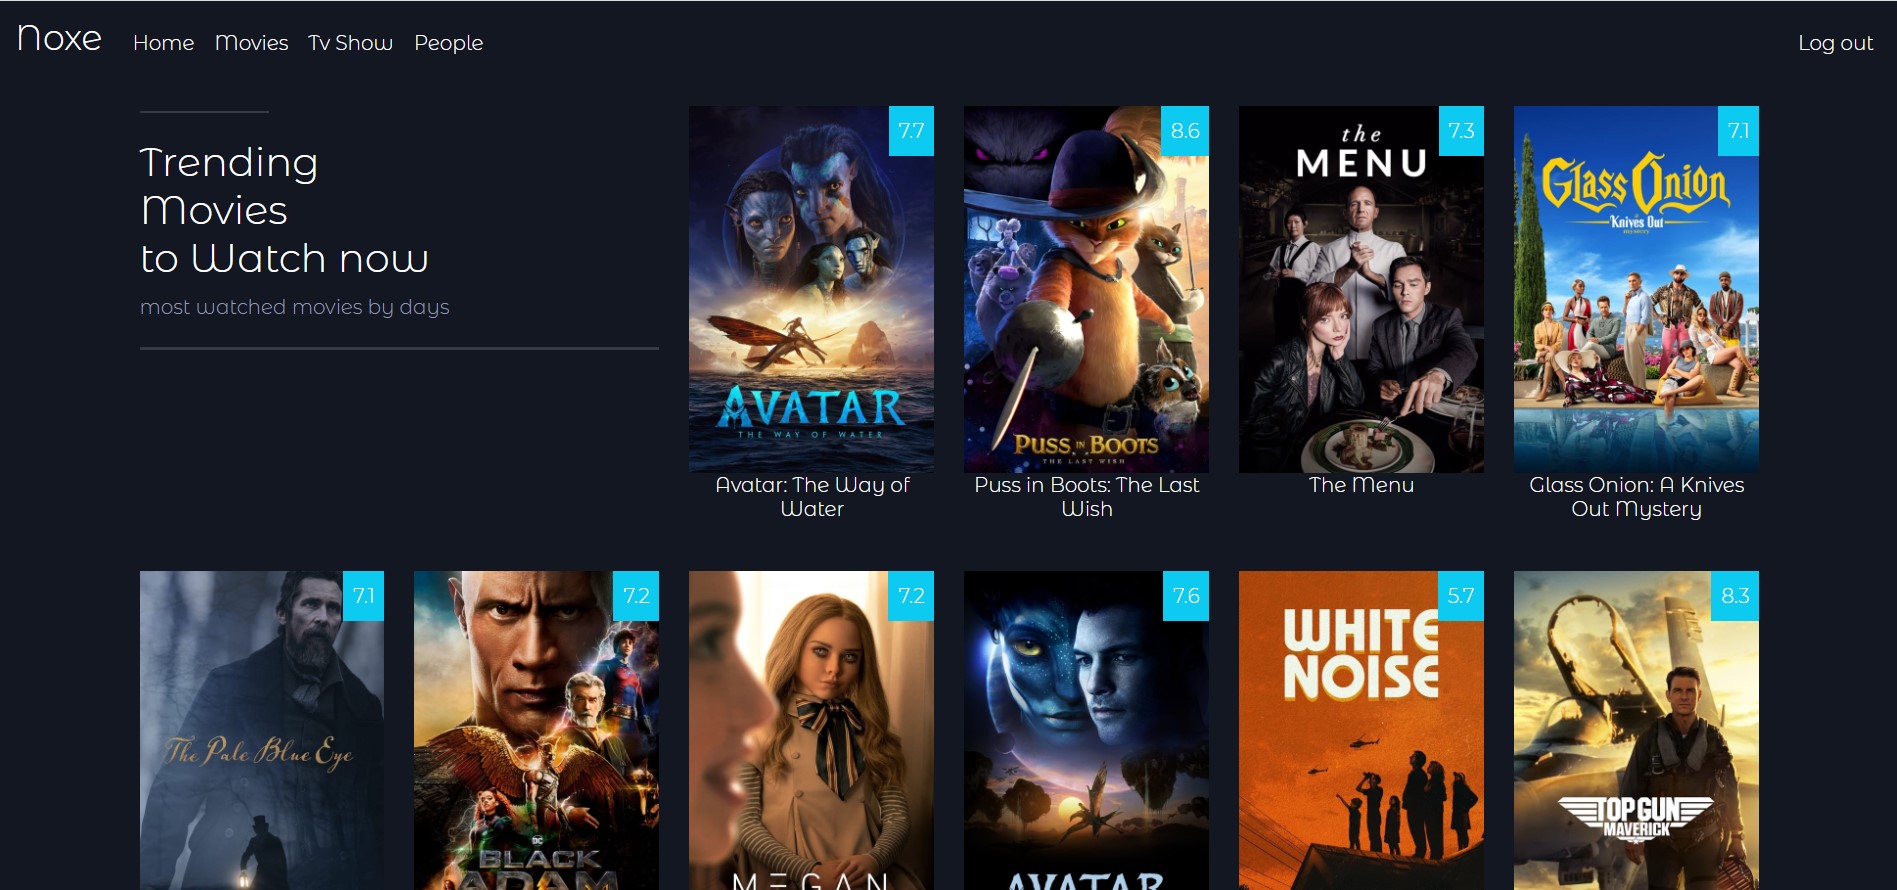 Noxe Home Movies Tv Show People Log out
Trending
Movies
to Watch now
most watched movies by days
7.7
AVATAR
THE WAY OF WATER
Avatar: The Way of
Water
8.6
PUSS IN BOOTS
THE LAST WISH
Puss in Boots: The Last
Wish
7.3
the
MENU
The Menu
7.1
Glass Onion
A Knives Out
MYSTERY
Glass Onion: A Knives
Out Mystery
7.1
The Pale Blue Eye
7.2
DC
BLACK
ADAM
7.2
M3GAN
7.6
AVATAR
5.7
WHITE
NOISE
8.3
TOPGUN
MAVERICK